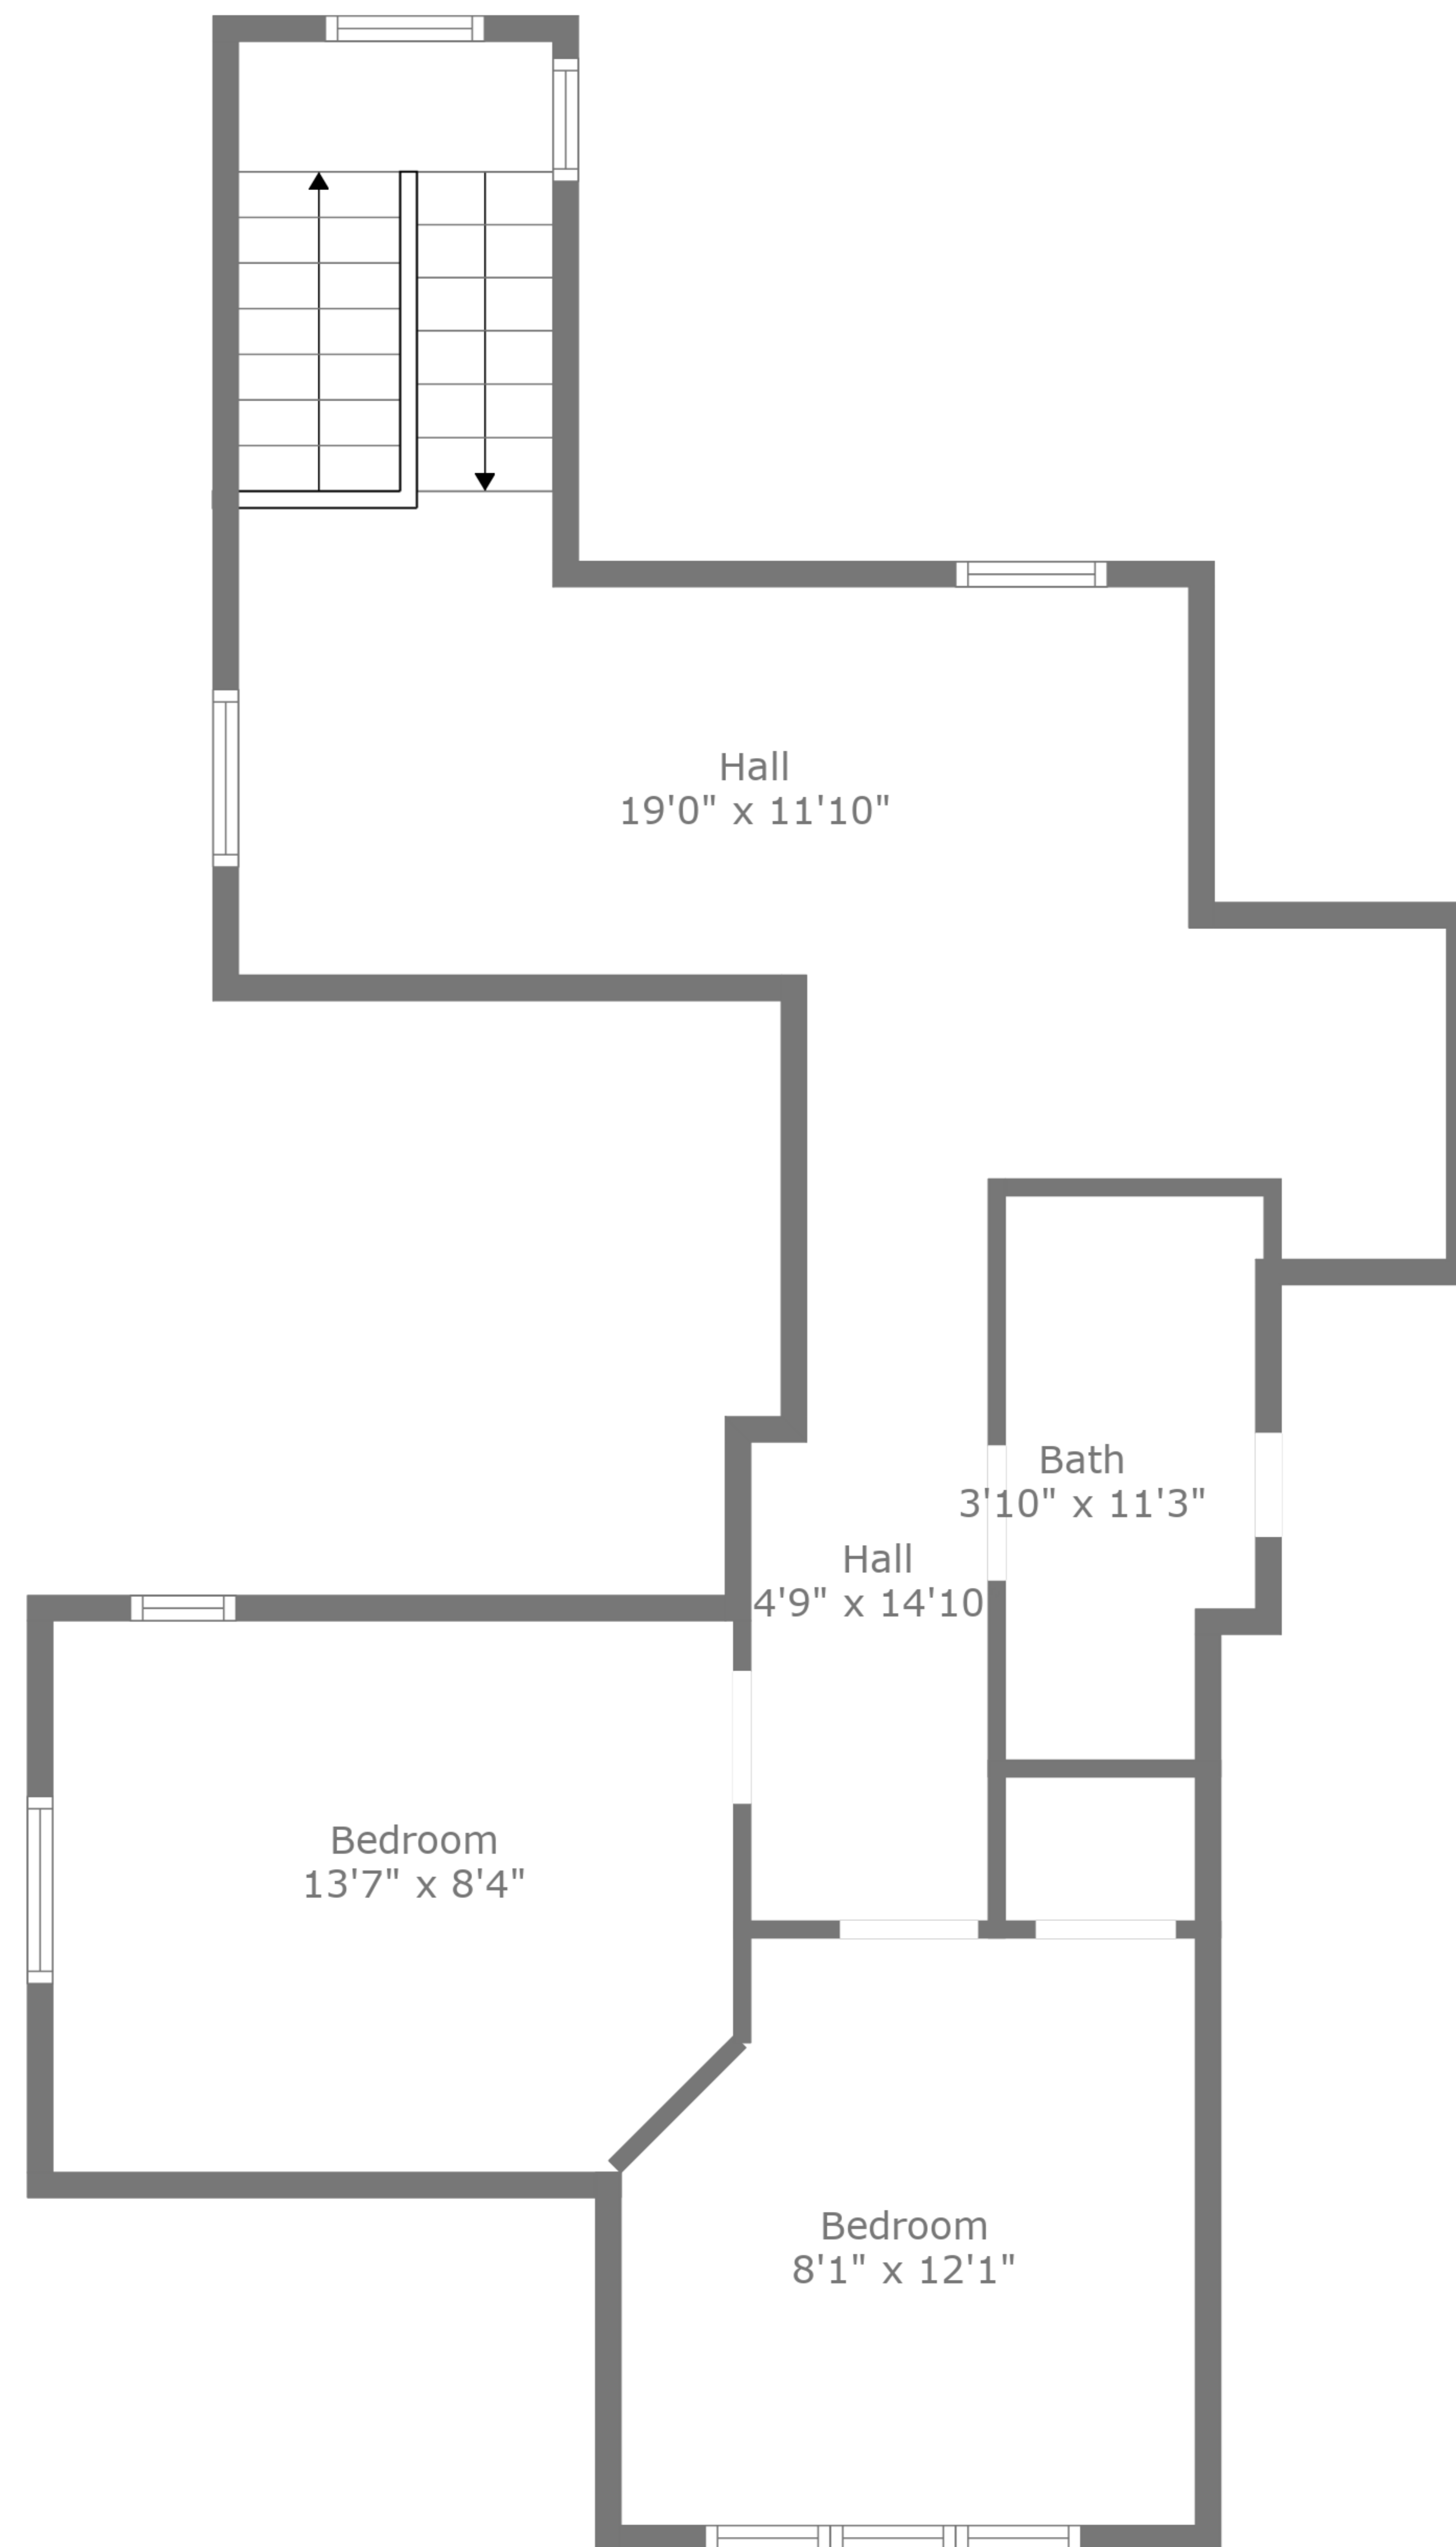 Hall
19'0" x 11'10"
Bath
3'10" x 11'3"
Hall
4'9" x 14'10
Bedroom
13'7" x 8'4"
Bedroom
8'1" x 12'1"